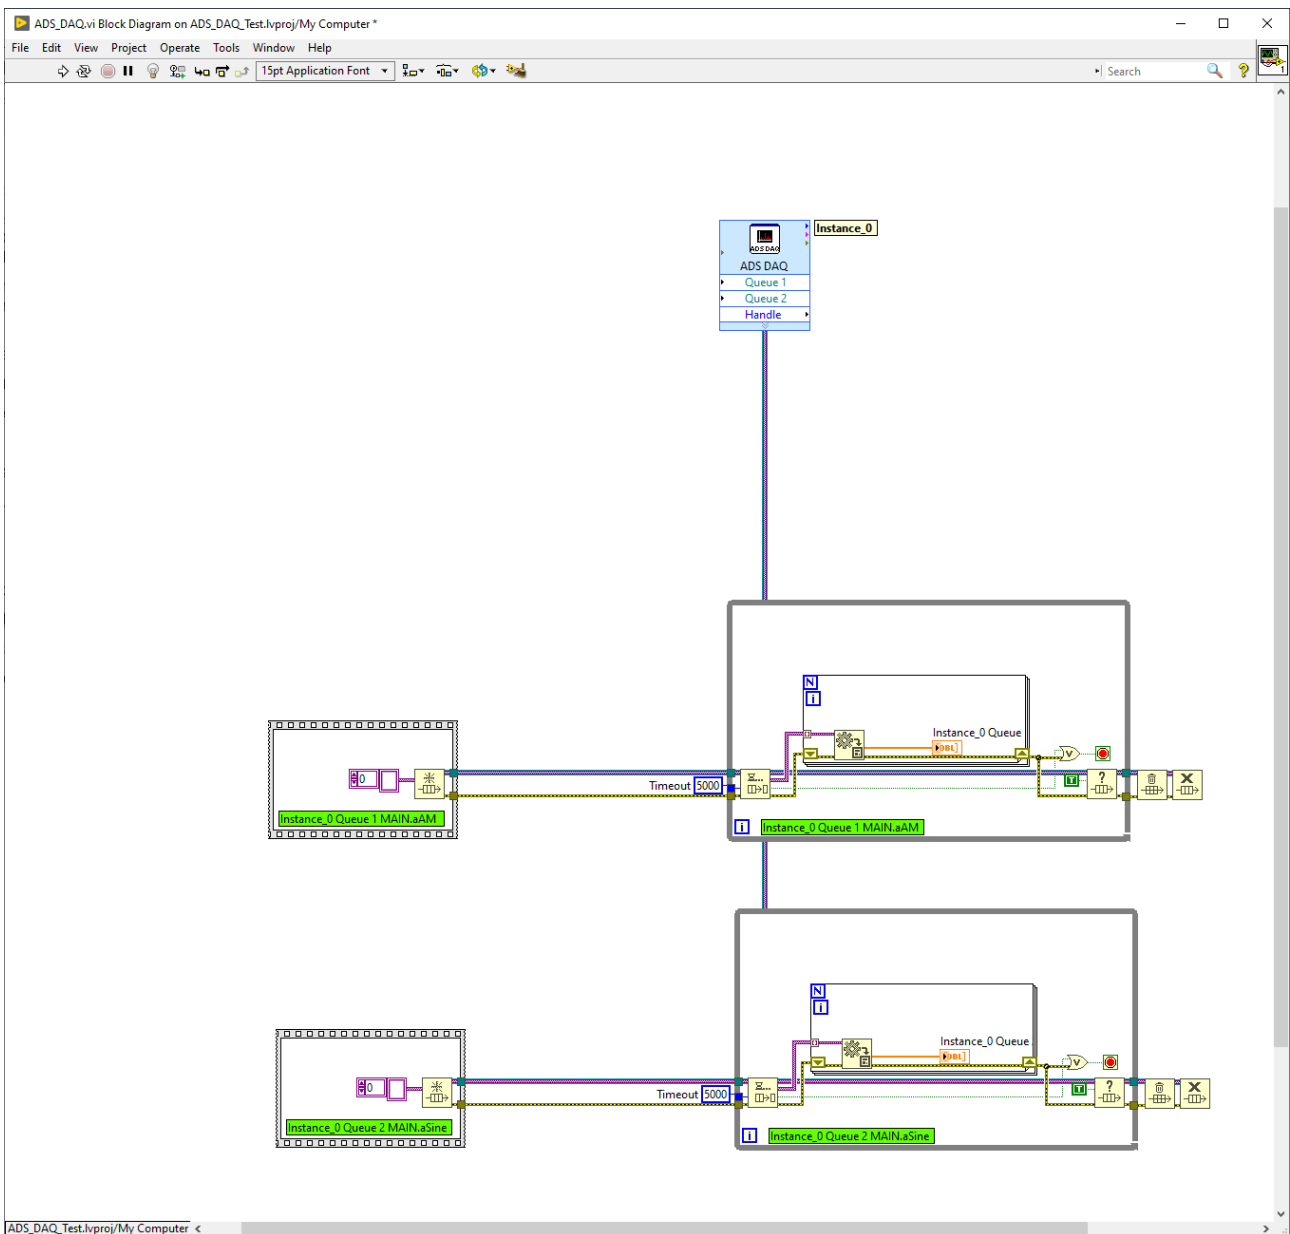 ADS_DAQ.vi Block Diagram on ADS_DAQ_Test.lvproj/My Computer *
File Edit View Project Operate Tools Window Help
15pt Application Font
Search
1
Instance_0
ADS DAQ
ADS DAQ
Queue 1
Queue 2
Handle
N
i
Instance_0 Queue
DBL]
V
0
Timeout 5000
T
?
Instance_0 Queue 1 MAIN.aAM
i
Instance_0 Queue 1 MAIN.aAM
N
i
Instance_0 Queue
DBL]
V
0
Timeout 5000
T
?
Instance_0 Queue 2 MAIN.aSine
i
Instance_0 Queue 2 MAIN.aSine
ADS_DAQ_Test.lvproj/My Computer